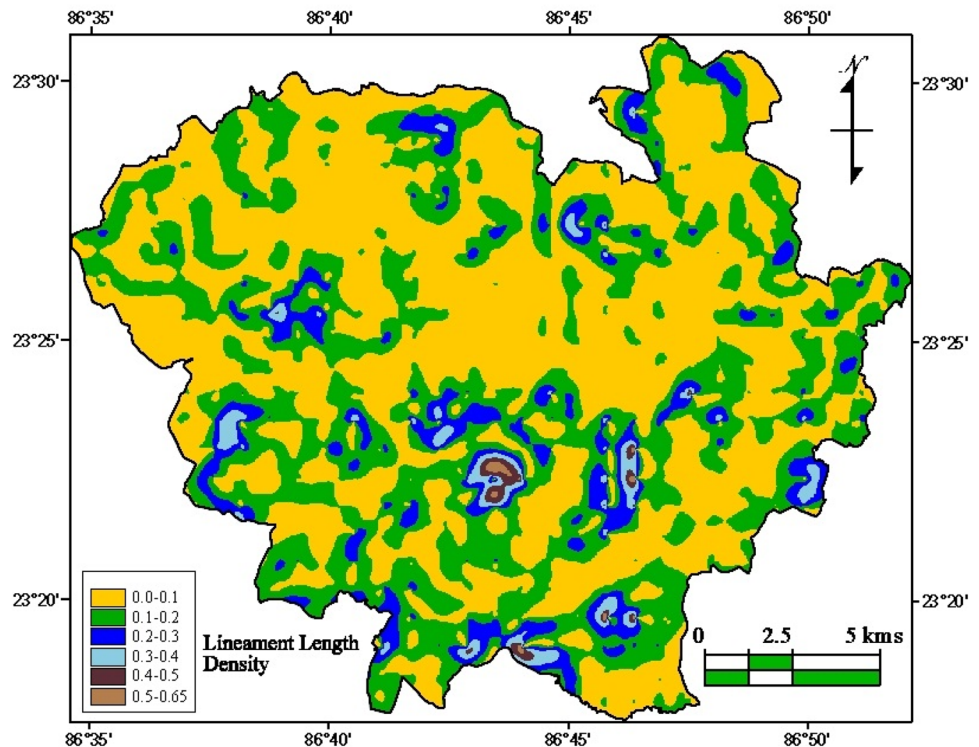 86°35' 86°40' 86°45' 86°50'
N
23°30' 23°30'
23°25' 23°25'
23°20' 23°20'
0.0-0.1
0.1-0.2
0.2-0.3
0.3-0.4
0.4-0.5
0.5-0.65
Lineament Length
Density
0 2.5 5 kms
86°35' 86°40' 86°45' 86°50'